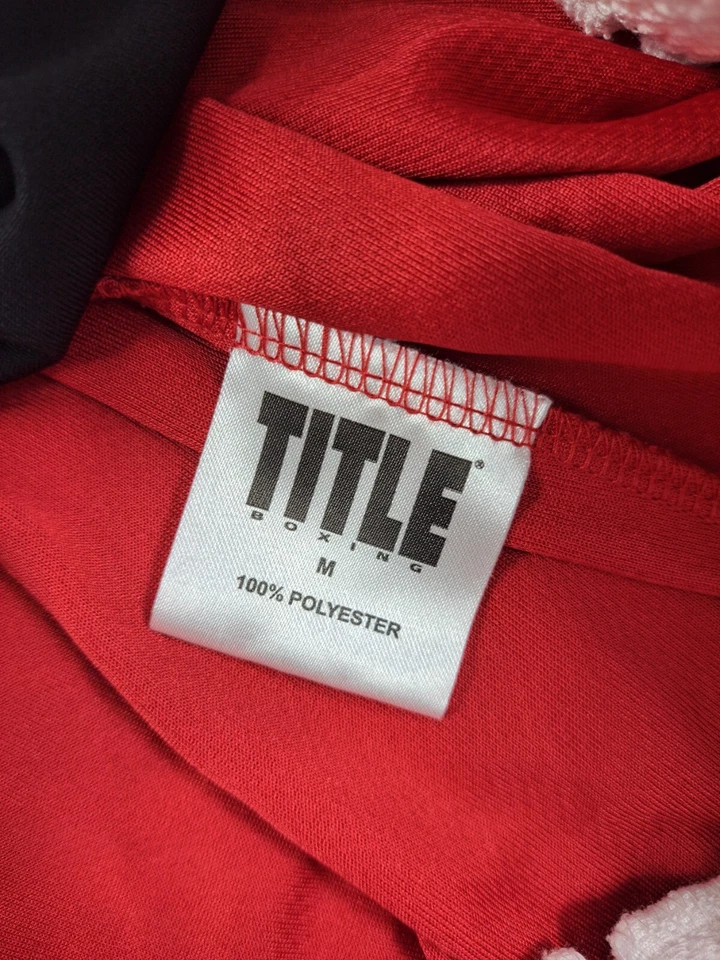 TITLE®
BOXING
M
100% POLYESTER